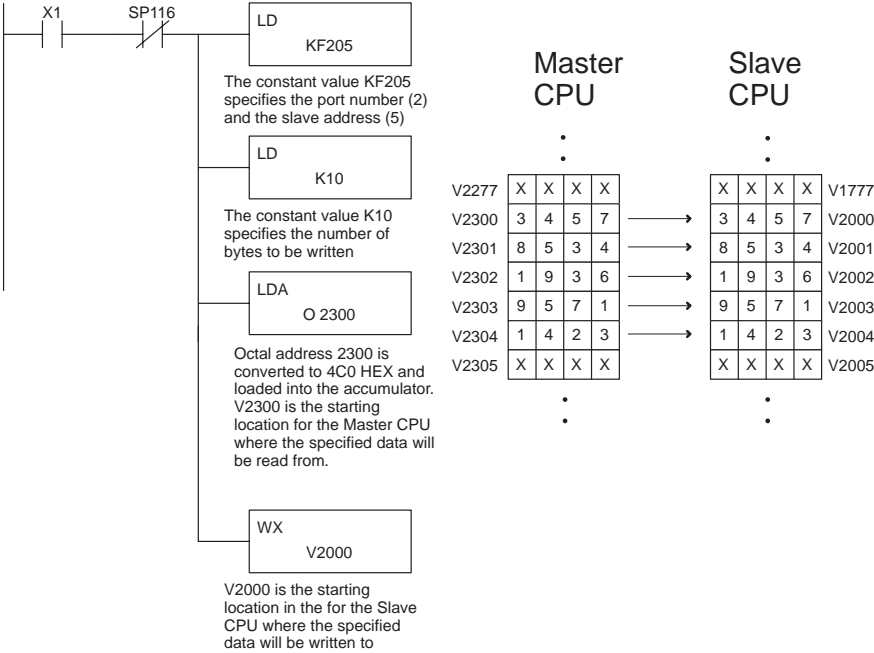 X1
SP116
LD
KF205
The constant value KF205
specifies the port number (2)
and the slave address (5)
LD
K10
The constant value K10
specifies the number of
bytes to be written
LDA
O 2300
Octal address 2300 is
converted to 4C0 HEX and
loaded into the accumulator.
V2300 is the starting
location for the Master CPU
where the specified data will
be read from.
WX
V2000
V2000 is the starting
location in the for the Slave
CPU where the specified
data will be written to
Master
CPU
Slave
CPU
V2277 X X X X X X X X V1777
V2300 3 4 5 7 3 4 5 7 V2000
V2301 8 5 3 4 8 5 3 4 V2001
V2302 1 9 3 6 1 9 3 6 V2002
V2303 9 5 7 1 9 5 7 1 V2003
V2304 1 4 2 3 1 4 2 3 V2004
V2305 X X X X X X X X V2005